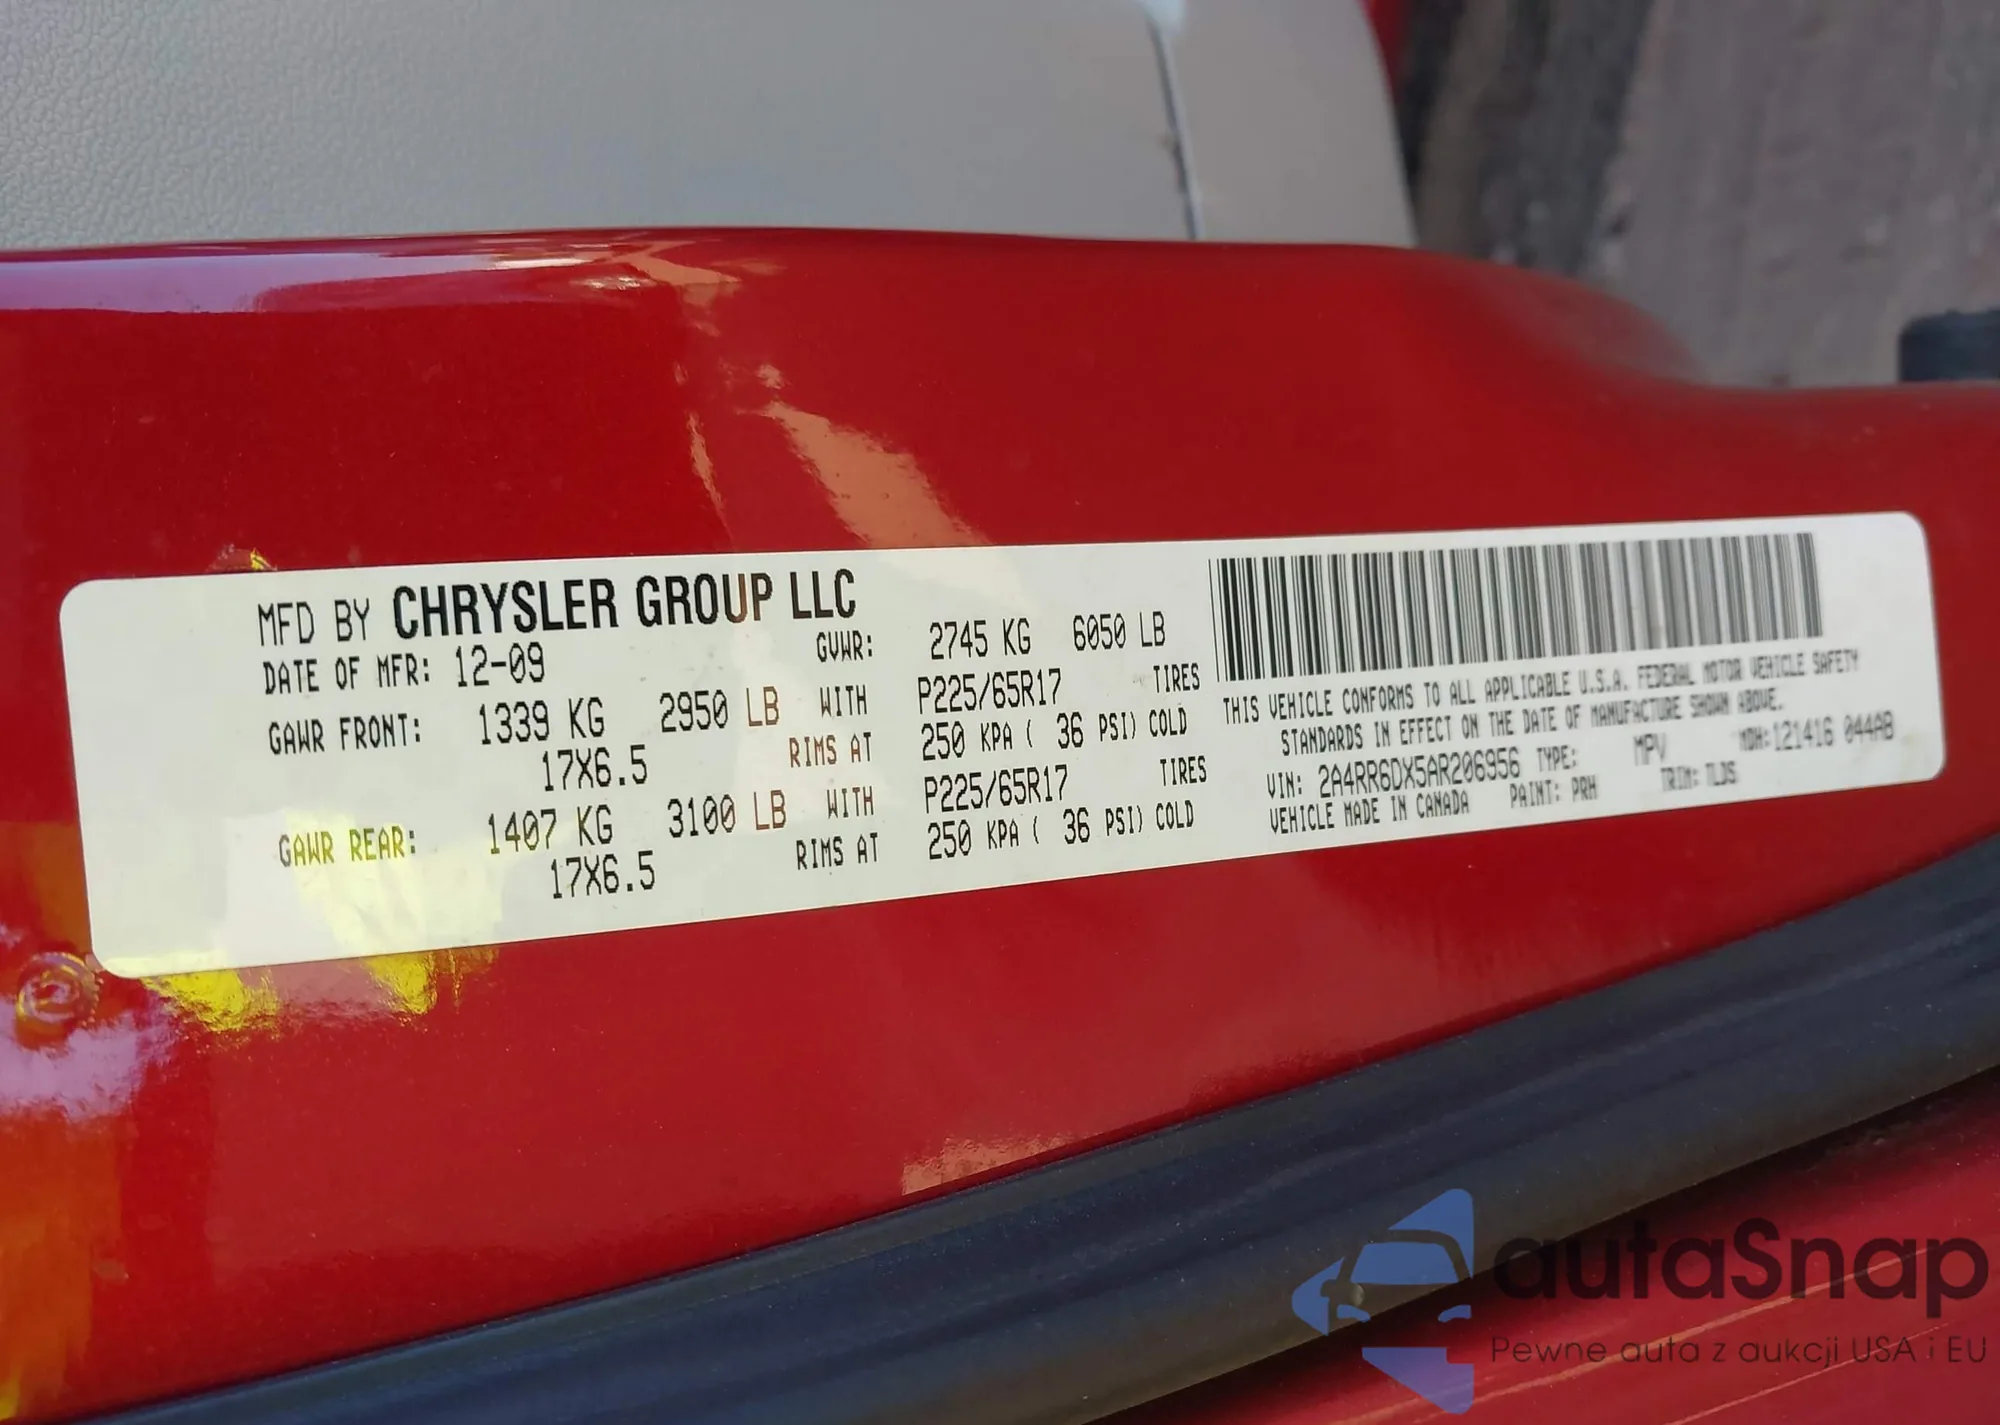 MFD BY CHRYSLER GROUP LLC
DATE OF MFR: 12-09 GVWR: 2745 KG 6050 LB
GAWR FRONT: 1339 KG 2950 LB WITH P225/65R17 TIRES
17X6.5 RIMS AT 250 KPA ( 36 PSI) COLD
GAWR REAR: 1407 KG 3100 LB WITH P225/65R17 TIRES
17X6.5 RIMS AT 250 KPA ( 36 PSI) COLD
THIS VEHICLE CONFORMS TO ALL APPLICABLE U.S.A. FEDERAL MOTOR VEHICLE SAFETY
STANDARDS IN EFFECT ON THE DATE OF MANUFACTURE SHOWN ABOVE.
VIN: 2A4RR6DX5AR206956 TYPE: MPV MDH:121416 044AB
VEHICLE MADE IN CANADA PAINT: PRH TRIM: TLDS
autaSnap
Pewne auta z aukcji USA i EU